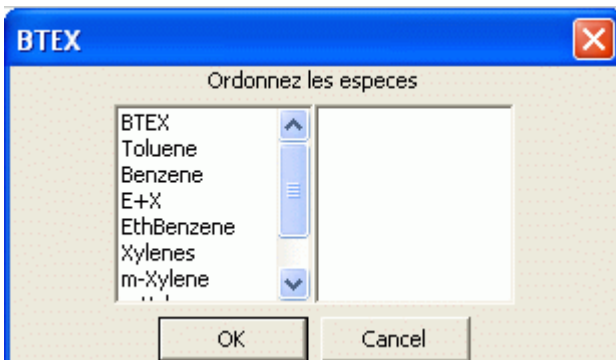 BTEX
Ordonnez les especes
BTEX
Toluene
Benzene
E+X
EthBenzene
Xylenes
m-Xylene
OK
Cancel